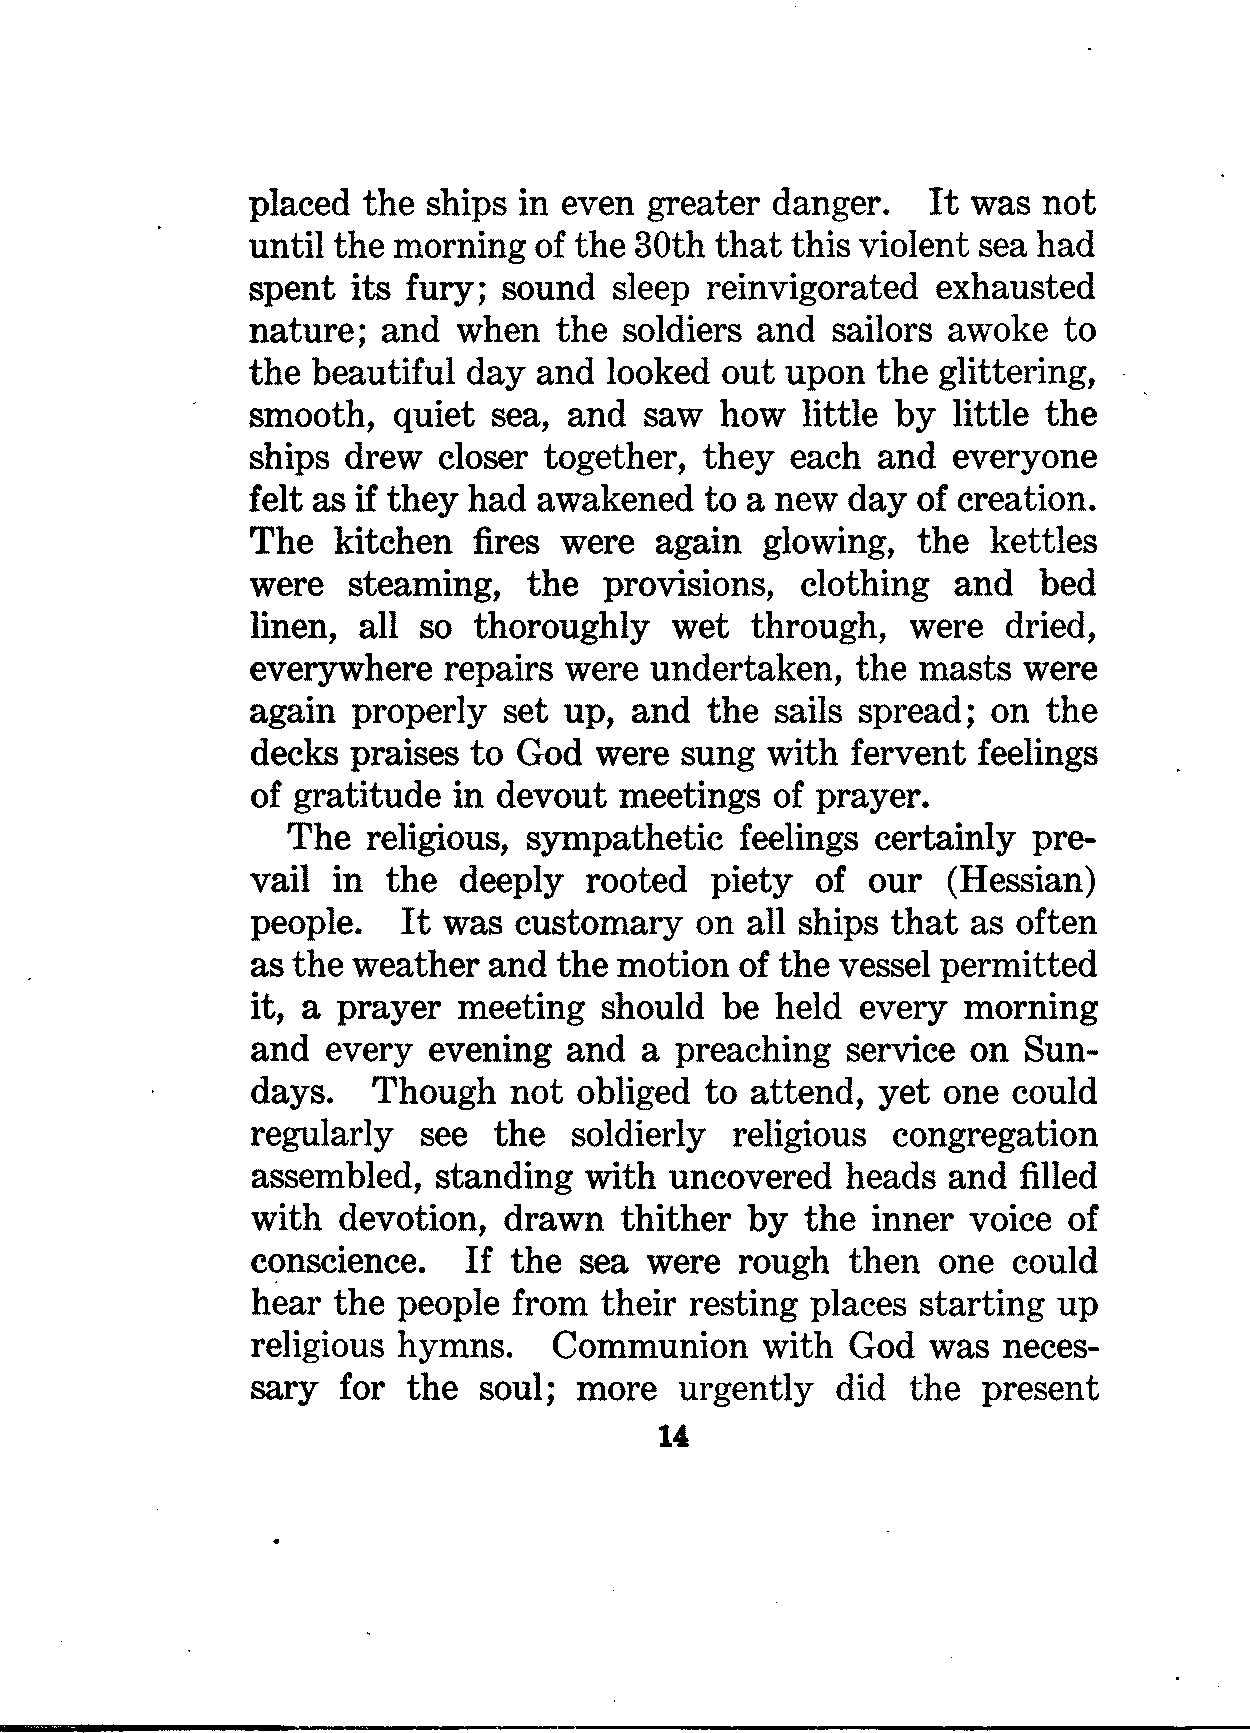 placed the ships in even greater danger. It was not
until the morning of the 30th that this violent sea had
spent its fury; sound sleep reinvigorated exhausted
nature; and when the soldiers and sailors awoke to
the beautiful day and looked out upon the glittering,
smooth, quiet sea, and saw how little by little the
ships drew closer together, they each and everyone
felt as if they had awakened to a new day of creation.
The kitchen fires were again glowing, the kettles
were steaming, the provisions, clothing and bed
linen, all so thoroughly wet through, were dried,
everywhere repairs were undertaken, the masts were
again properly set up, and the sails spread; on the
decks praises to God were sung with fervent feelings
of gratitude in devout meetings of prayer.
The religious, sympathetic feelings certainly pre-
vail in the deeply rooted piety of our (Hessian)
people. It was customary on all ships that as often
as the weather and the motion of the vessel permitted
it, a prayer meeting should be held every morning
and every evening and a preaching service on Sun-
days. Though not obliged to attend, yet one could
regularly see the soldierly religious congregation
assembled, standing with uncovered heads and filled
with devotion, drawn thither by the inner voice of
conscience. If the sea were rough then one could
hear the people from their resting places starting up
religious hymns. Communion with God was neces-
sary for the soul; more urgently did the present
14